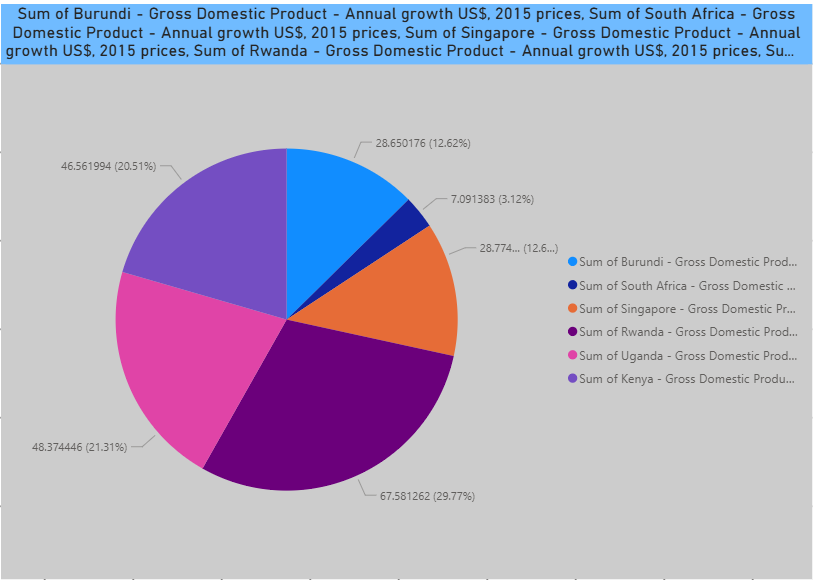 Sum of Burundi - Gross Domestic Product - Annual growth US$, 2015 prices, Sum of South Africa - Gross
Domestic Product - Annual growth US$, 2015 prices, Sum of Singapore - Gross Domestic Product - Annual
growth US$, 2015 prices, Sum of Rwanda - Gross Domestic Product - Annual growth US$, 2015 prices, Su...
28.650176 (12.62%)
46.561994 (20.51%)
7.091383 (3.12%)
28.774... (12.6...)
Sum of Burundi - Gross Domestic Prod...
Sum of South Africa - Gross Domestic ...
Sum of Singapore - Gross Domestic Pr...
Sum of Rwanda - Gross Domestic Prod...
Sum of Uganda - Gross Domestic Prod...
Sum of Kenya - Gross Domestic Produ...
48.374446 (21.31%)
67.581262 (29.77%)